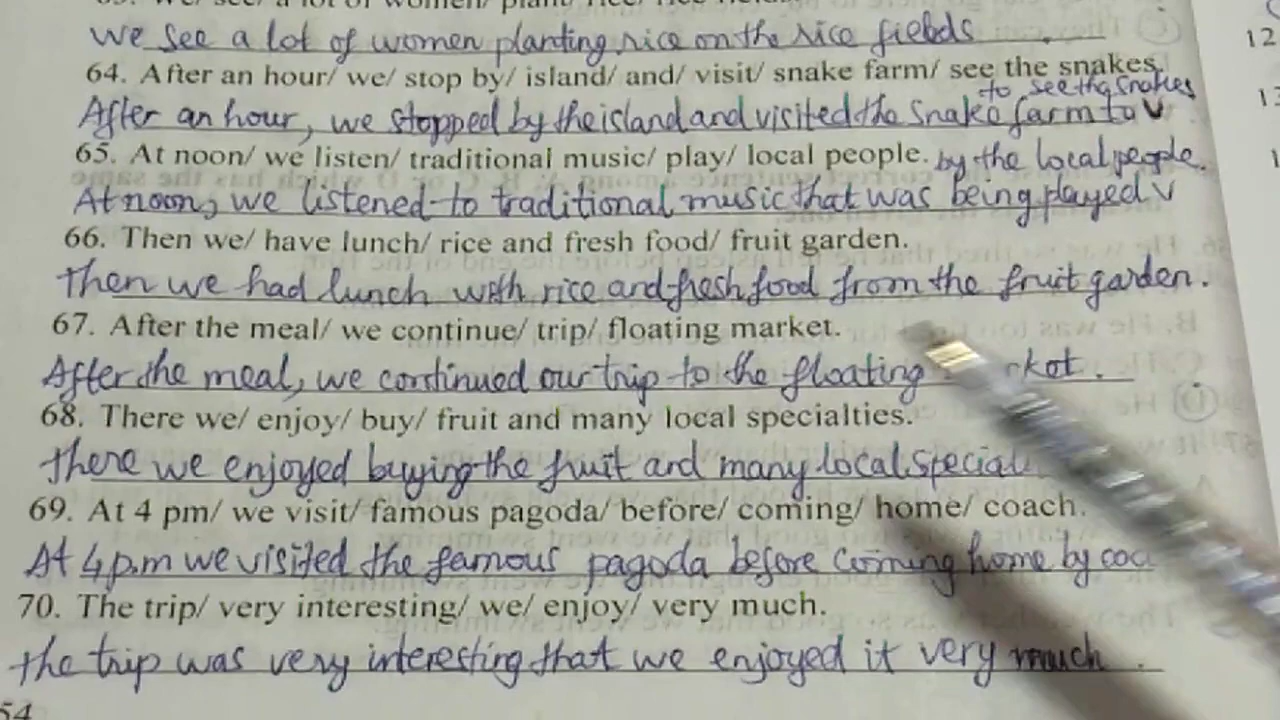 We see a lot of women planting rice on the rice fields.
64. After an hour/ we/ stop by/ island/ and/ visit/ snake farm/ see the snakes.
to see the snakes
After an hour, we stopped by the island and visited the snake farm to V
65. At noon/ we listen/ traditional music/ play/ local people. by the local people.
At noon, we listened to traditional music that was being played V
66. Then we/ have lunch/ rice and fresh food/ fruit garden.
Then we had lunch with rice and fresh food from the fruit garden.
67. After the meal/ we continue/ trip/ floating market.
After the meal, we continued our trip to the floating
68. There we/ enjoy/ buy/ fruit and many local specialties.
There we enjoyed buying the fruit and many local
69. At 4 pm/ we visit/ famous pagoda/ before/ coming/ home/ coach.
At 4 p.m we visited the famous pagoda before coming home by
70. The trip/ very interesting/ we/ enjoy/ very much.
The trip was very interesting that we enjoyed it very much.
54